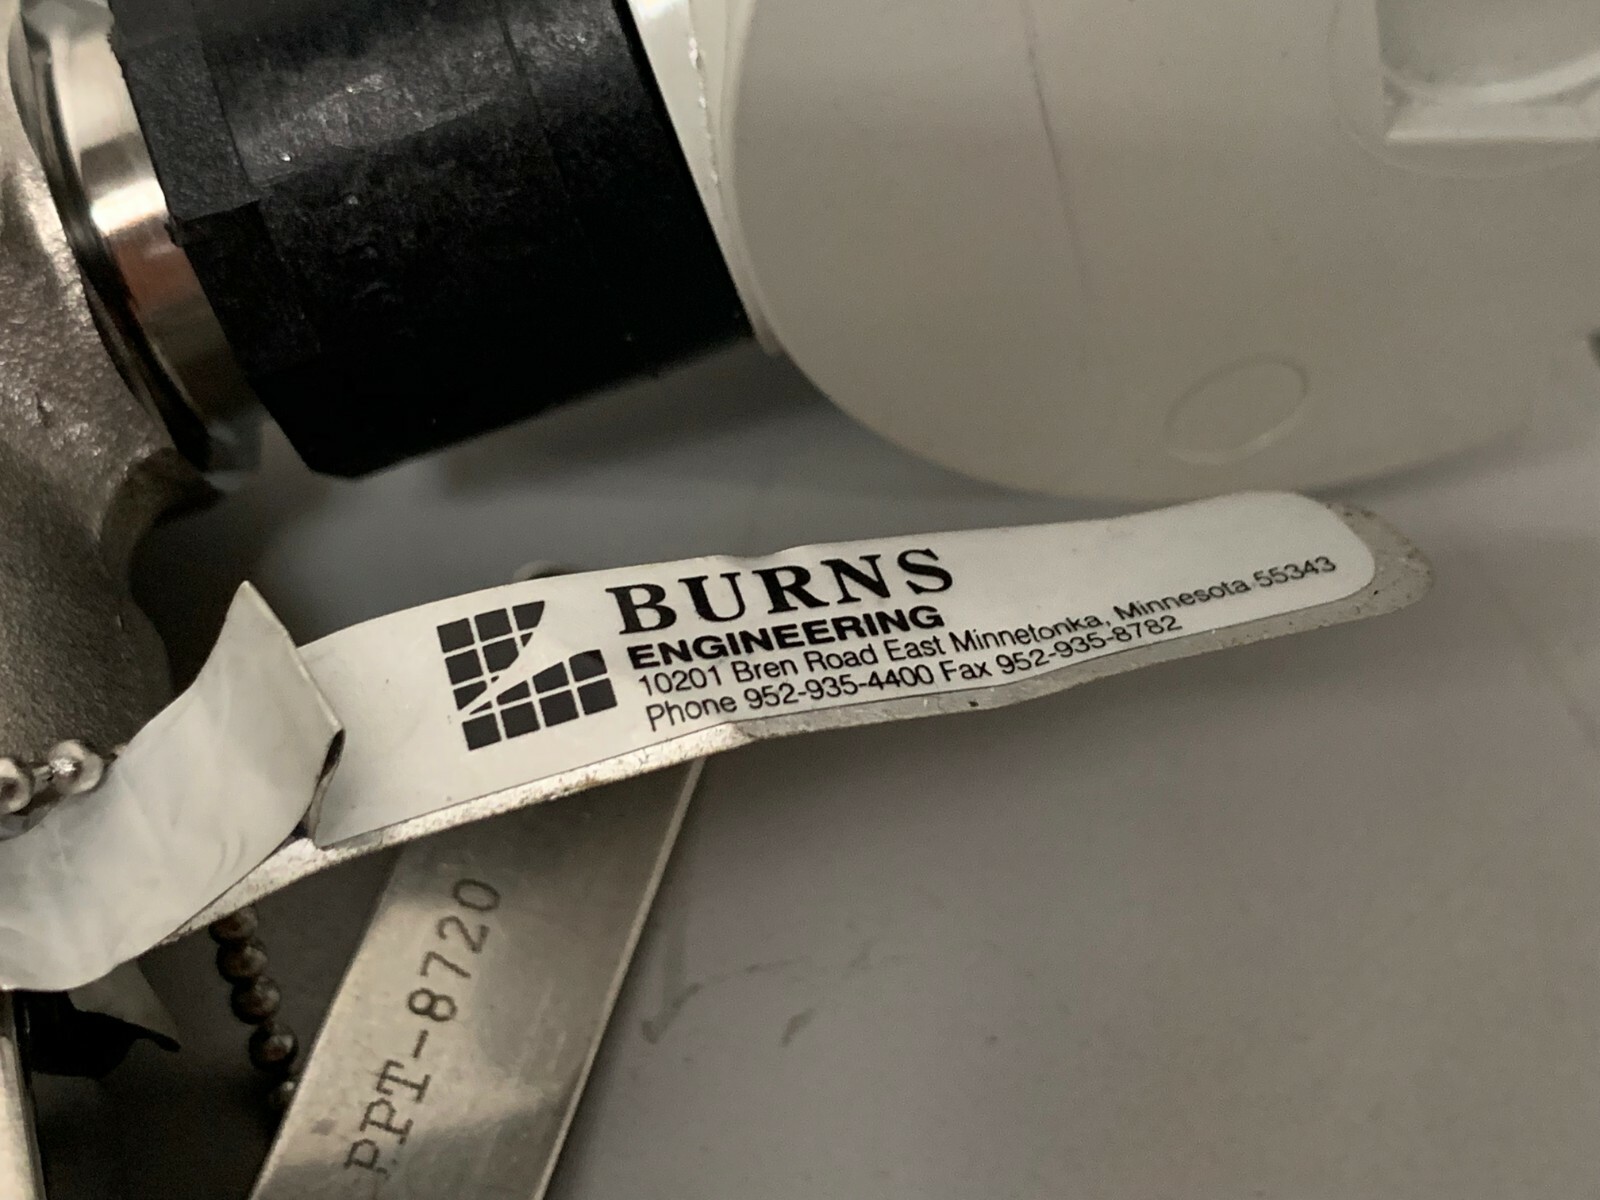 BURNS
ENGINEERING
10201 Bren Road East Minnetonka, Minnesota 55343
Phone 952-935-4400 Fax 952-935-8782
PPT-8720